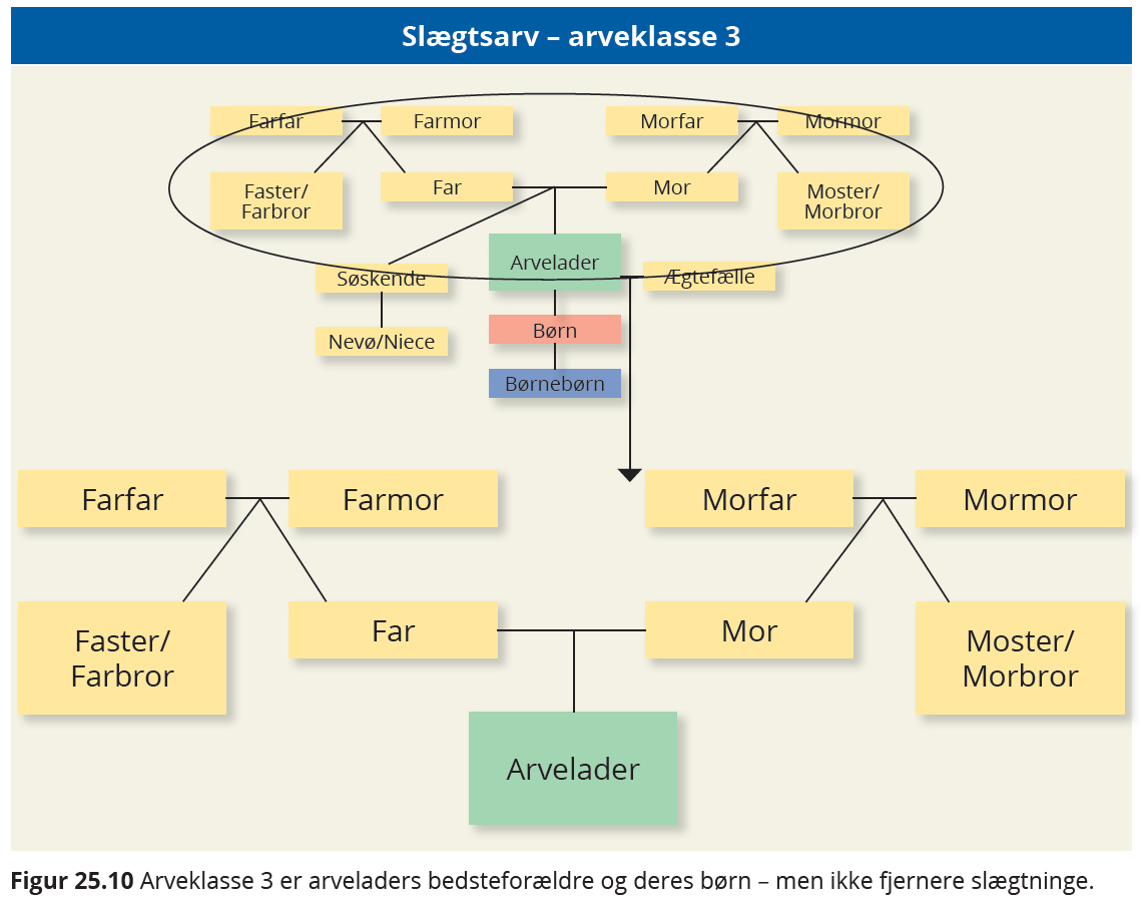 Slægtsarv – arveklasse 3
Farfar
Farmor
Morfar
Mormor
Faster/
Farbror
Far
Mor
Moster/
Morbror
Arvelader
Søskende
Ægtefælle
Nevø/Niece
Børn
Børnebørn
Farfar
Farmor
Morfar
Mormor
Faster/
Farbror
Far
Mor
Moster/
Morbror
Arvelader
Figur 25.10 Arveklasse 3 er arveladers bedsteforældre og deres børn – men ikke fjernere slægtninge.